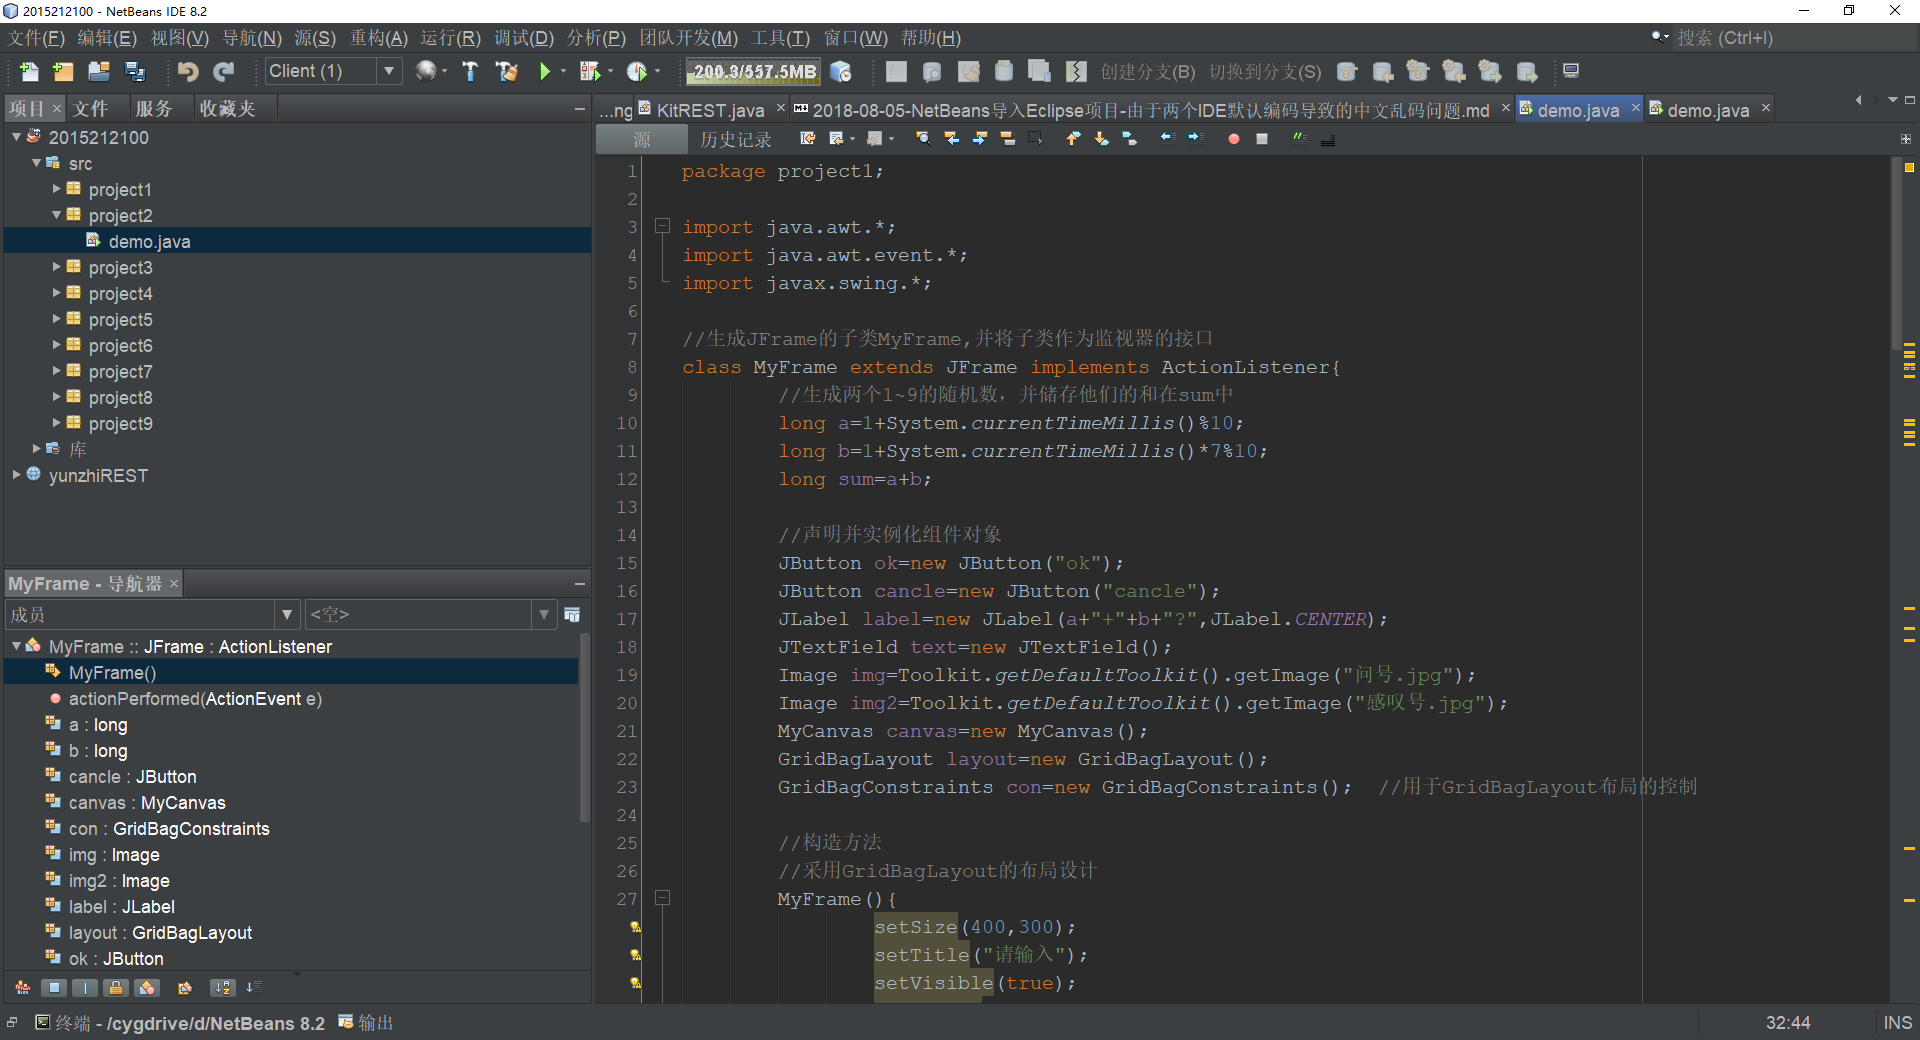 2015212100 - NetBeans IDE 8.2
文件(F) 编辑(E) 视图(V) 导航(N) 源(S) 重构(A) 运行(R) 调试(D) 分析(P) 团队开发(M) 工具(T) 窗口(W) 帮助(H) 搜索 (Ctrl+I)
Client (1) 200.3/557.5MB 创建分支(B) 切换到分支(S)
项目 文件 服务 收藏夹
...ng KitREST.java 2018-08-05-NetBeans导入Eclipse项目-由于两个IDE默认编码导致的中文乱码问题.md demo.java demo.java
源 历史记录
2015212100
src
project1
project2
demo.java
project3
project4
project5
project6
project7
project8
project9
库
yunzhiREST
MyFrame - 导航器
成员 <空>
MyFrame :: JFrame : ActionListener
MyFrame()
actionPerformed(ActionEvent e)
a : long
b : long
cancle : JButton
canvas : MyCanvas
con : GridBagConstraints
img : Image
img2 : Image
label : JLabel
layout : GridBagLayout
ok : JButton
1 package project1;
2
3 import java.awt.*;
4 import java.awt.event.*;
5 import javax.swing.*;
6
7 //生成JFrame的子类MyFrame,并将子类作为监视器的接口
8 class MyFrame extends JFrame implements ActionListener{
9 //生成两个1~9的随机数，并储存他们的和在sum中
10 long a=1+System.currentTimeMillis()%10;
11 long b=1+System.currentTimeMillis()*7%10;
12 long sum=a+b;
13
14 //声明并实例化组件对象
15 JButton ok=new JButton("ok");
16 JButton cancle=new JButton("cancle");
17 JLabel label=new JLabel(a+"+"+b+"?",JLabel.CENTER);
18 JTextField text=new JTextField();
19 Image img=Toolkit.getDefaultToolkit().getImage("问号.jpg");
20 Image img2=Toolkit.getDefaultToolkit().getImage("感叹号.jpg");
21 MyCanvas canvas=new MyCanvas();
22 GridBagLayout layout=new GridBagLayout();
23 GridBagConstraints con=new GridBagConstraints(); //用于GridBagLayout布局的控制
24
25 //构造方法
26 //采用GridBagLayout的布局设计
27 MyFrame(){
setSize(400,300);
setTitle("请输入");
setVisible(true);
终端 - /cygdrive/d/NetBeans 8.2 输出
32:44 INS